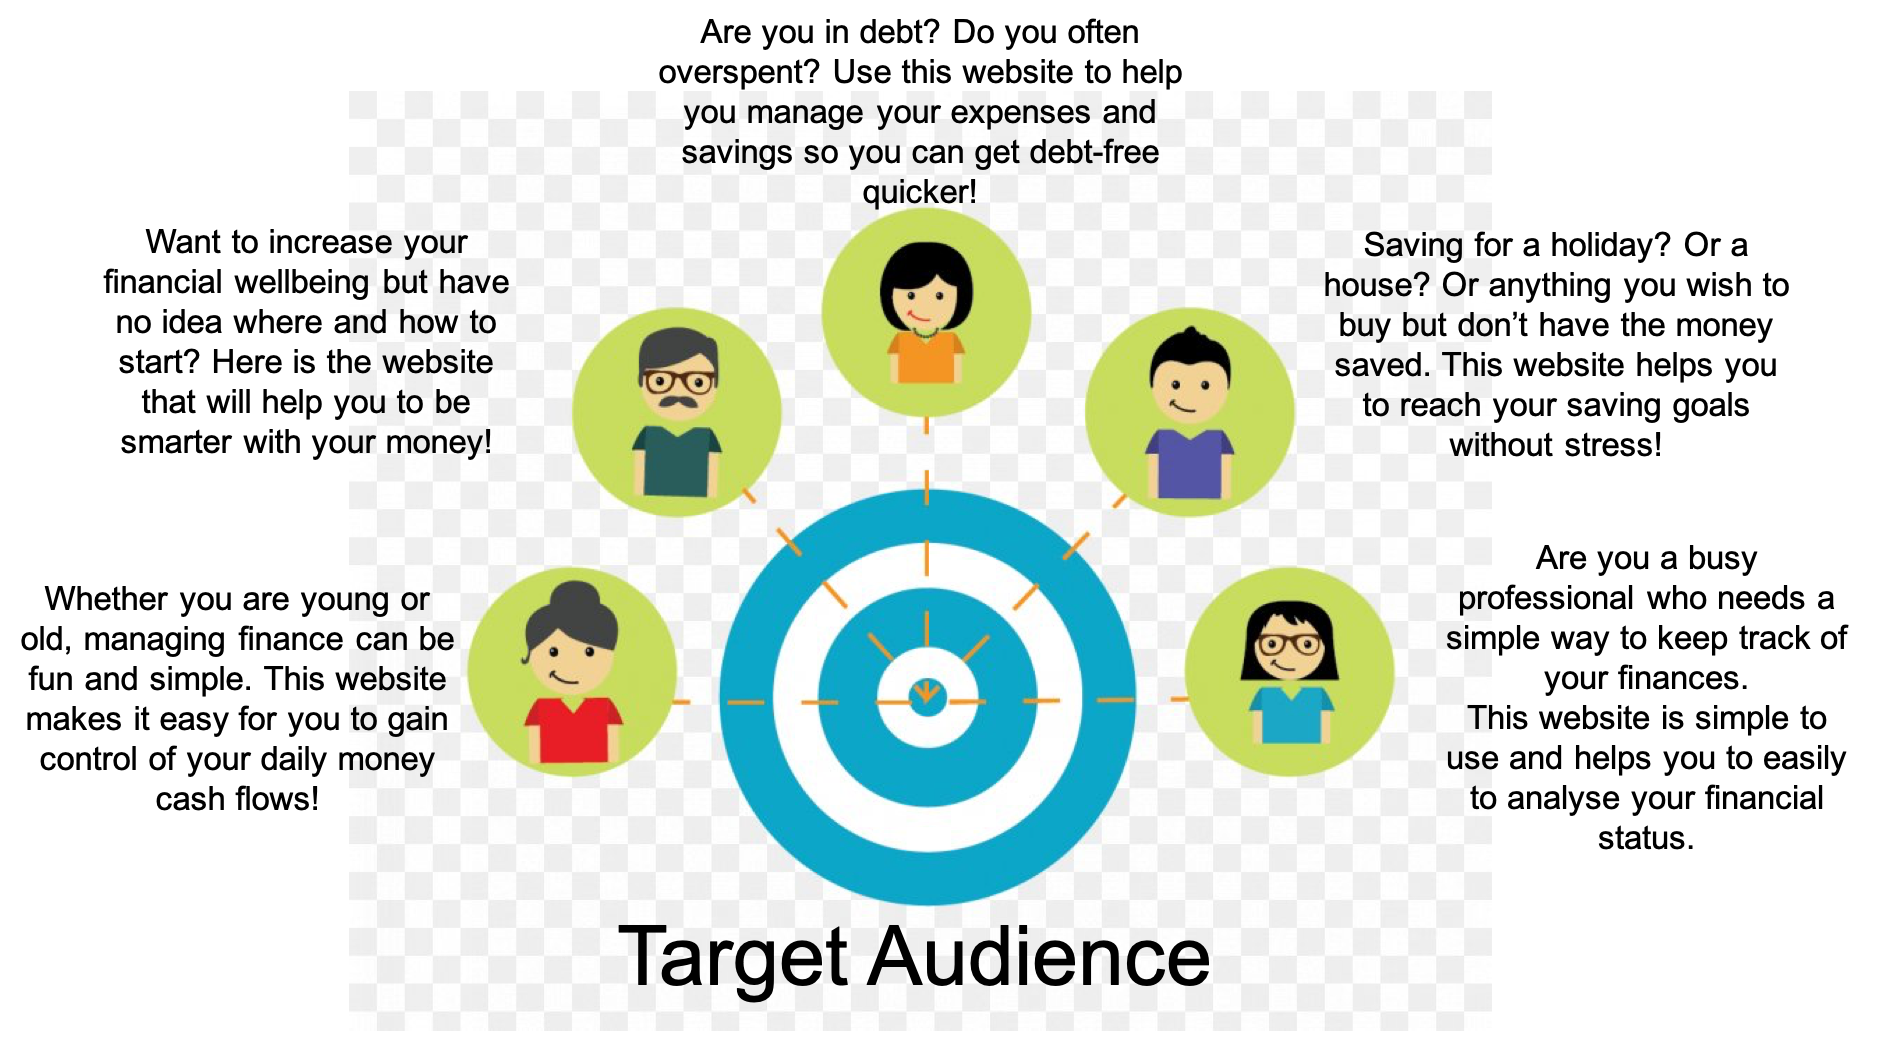 Are you in debt? Do you often
overspent? Use this website to help
you manage your expenses and
savings so you can get debt-free
quicker!
Want to increase your
financial wellbeing but have
no idea where and how to
start? Here is the website
that will help you to be
smarter with your money!
Saving for a holiday? Or a
house? Or anything you wish to
buy but don’t have the money
saved. This website helps you
to reach your saving goals
without stress!
Whether you are young or
old, managing finance can be
fun and simple. This website
makes it easy for you to gain
control of your daily money
cash flows!
Are you a busy
professional who needs a
simple way to keep track of
your finances.
This website is simple to
use and helps you to easily
to analyse your financial
status.
Target Audience